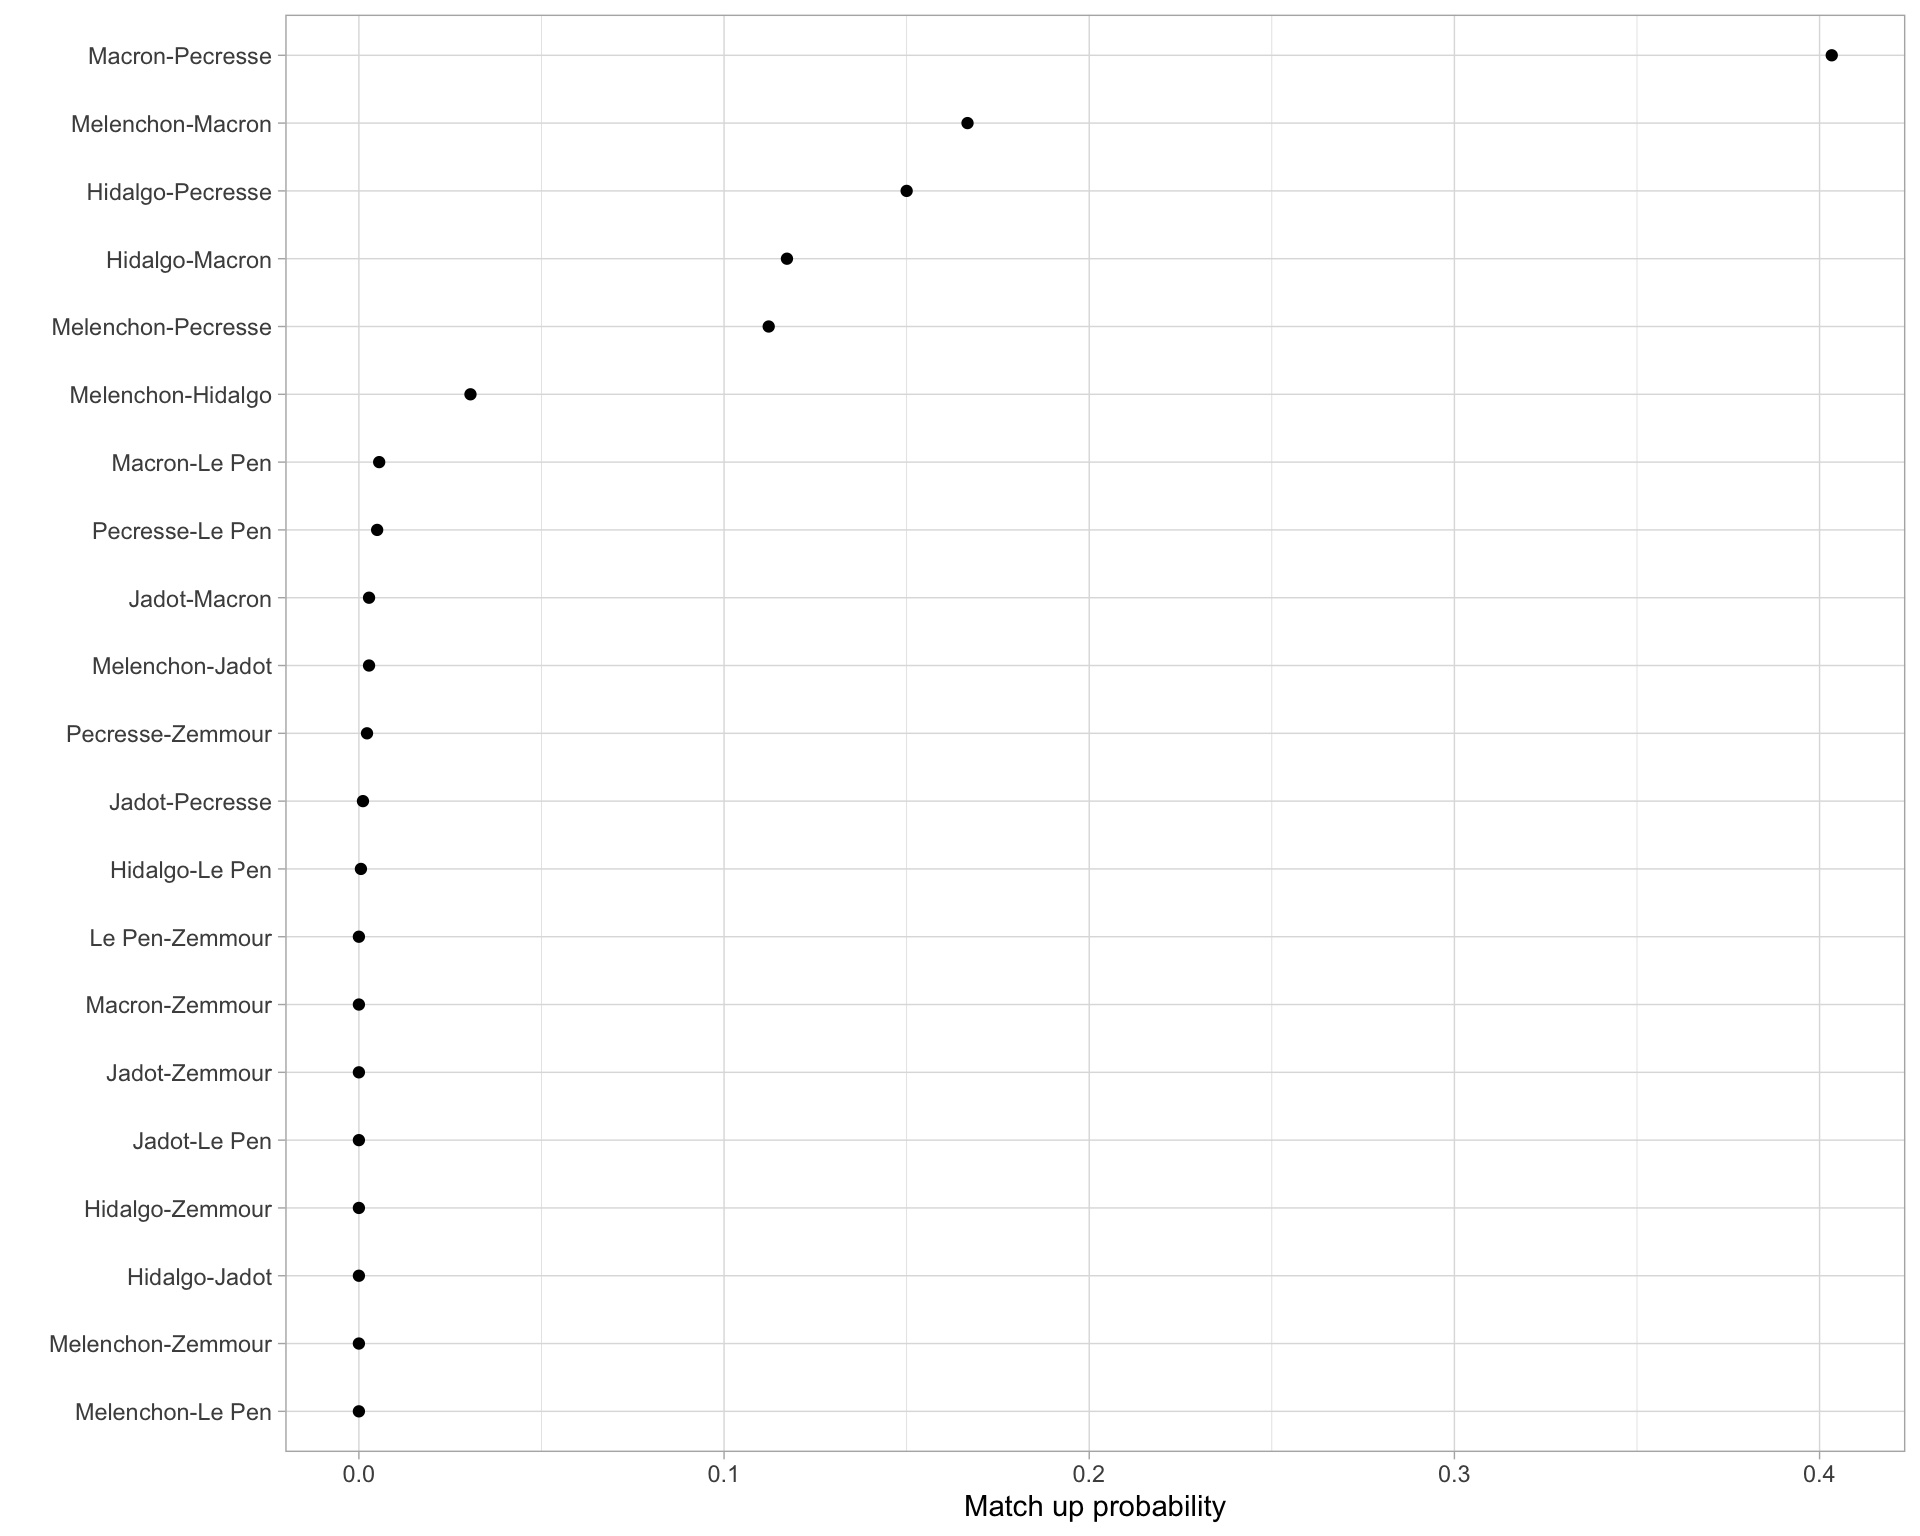 Macron-Pecresse
Melenchon-Macron
Hidalgo-Pecresse
Hidalgo-Macron
Melenchon-Pecresse
Melenchon-Hidalgo
Macron-Le Pen
Pecresse-Le Pen
Jadot-Macron
Melenchon-Jadot
Pecresse-Zemmour
Jadot-Pecresse
Hidalgo-Le Pen
Le Pen-Zemmour
Macron-Zemmour
Jadot-Zemmour
Jadot-Le Pen
Hidalgo-Zemmour
Hidalgo-Jadot
Melenchon-Zemmour
Melenchon-Le Pen
0.0 0.1 0.2 0.3 0.4
Match up probability